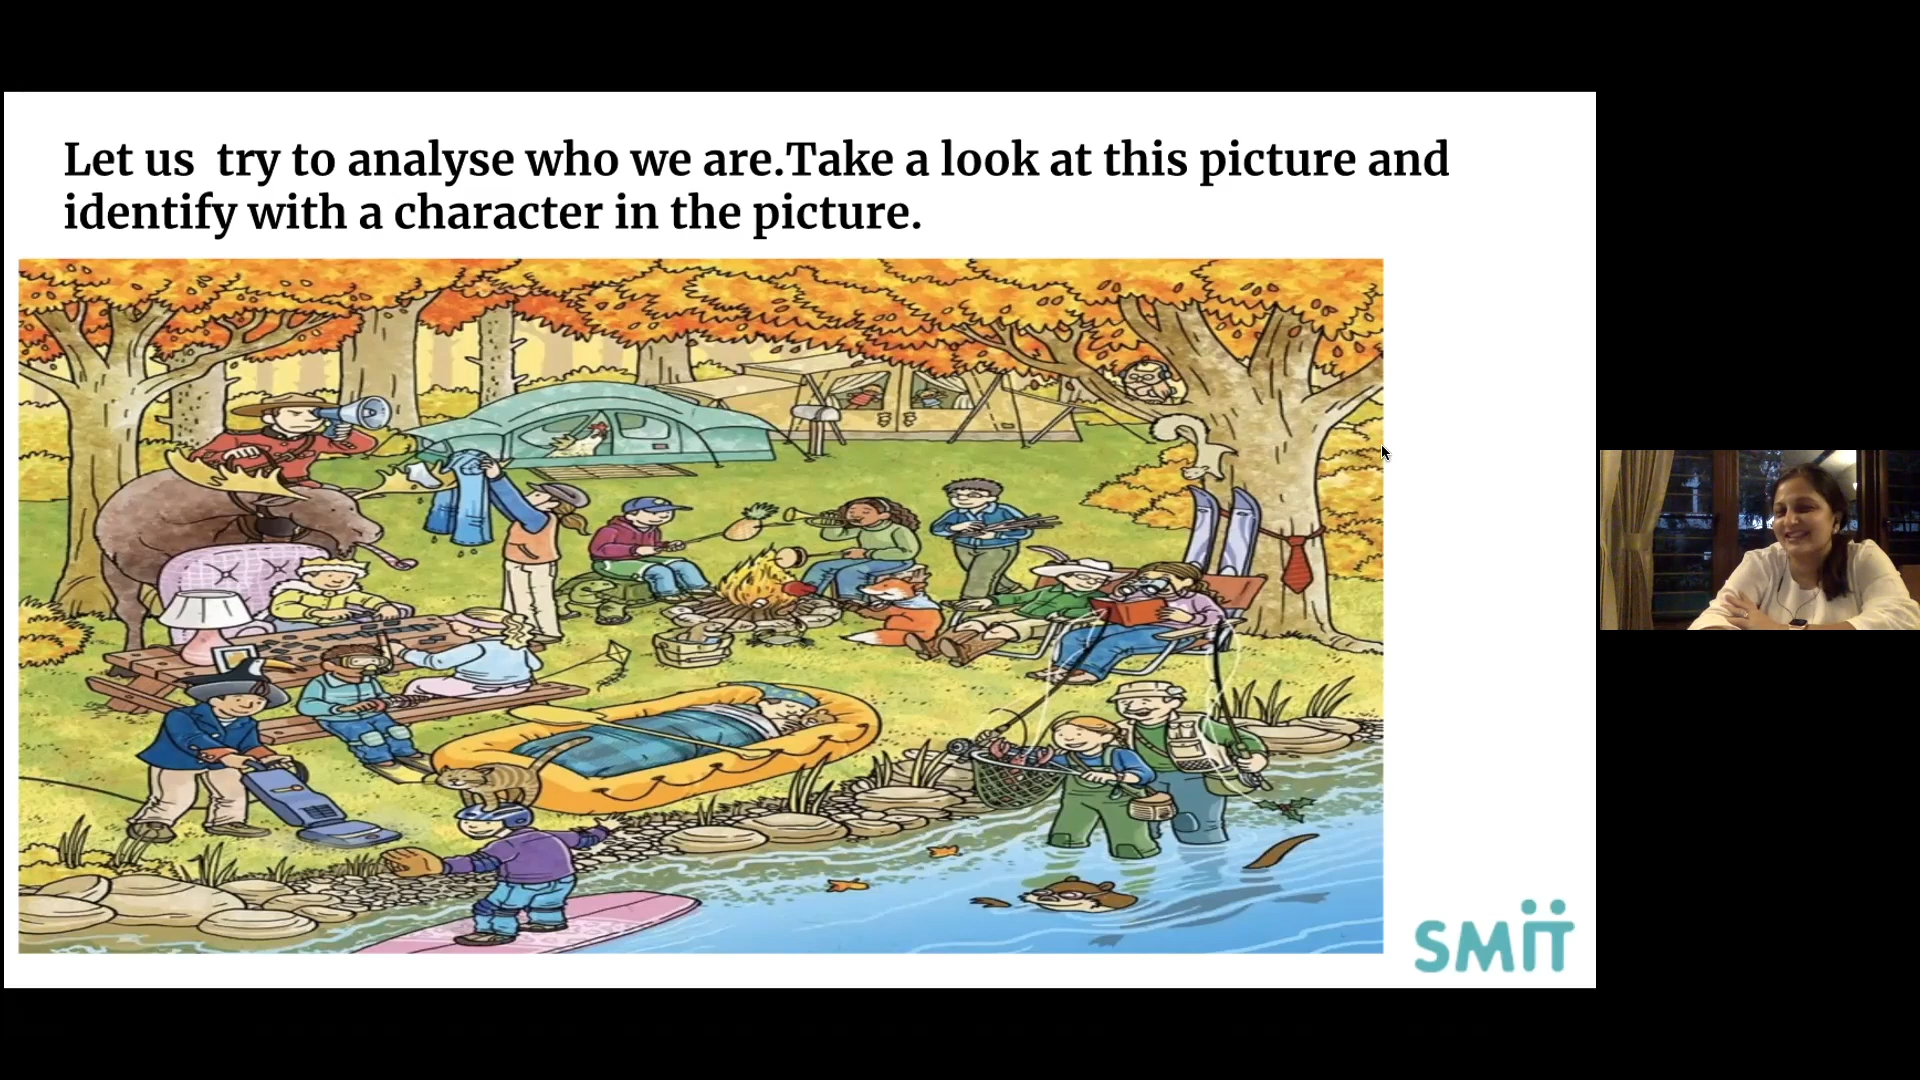 Let us  try to analyse who we are.Take a look at this picture and
identify with a character in the picture.
SMiT